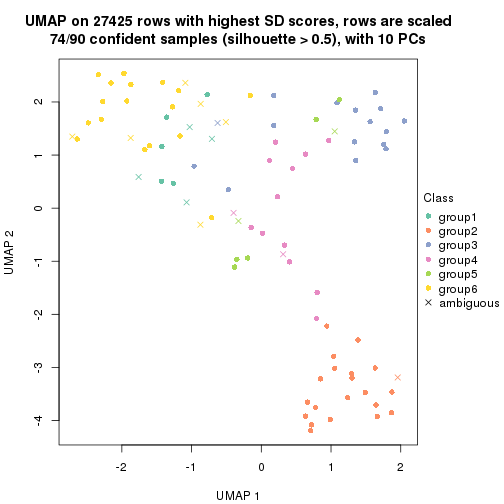 UMAP on 27425 rows with highest SD scores, rows are scaled
74/90 confident samples (silhouette > 0.5), with 10 PCs
2
1
0
-1
-2
-3
-4
UMAP 2
-2
-1
0
1
2
UMAP 1
Class
group1
group2
group3
group4
group5
group6
ambiguous